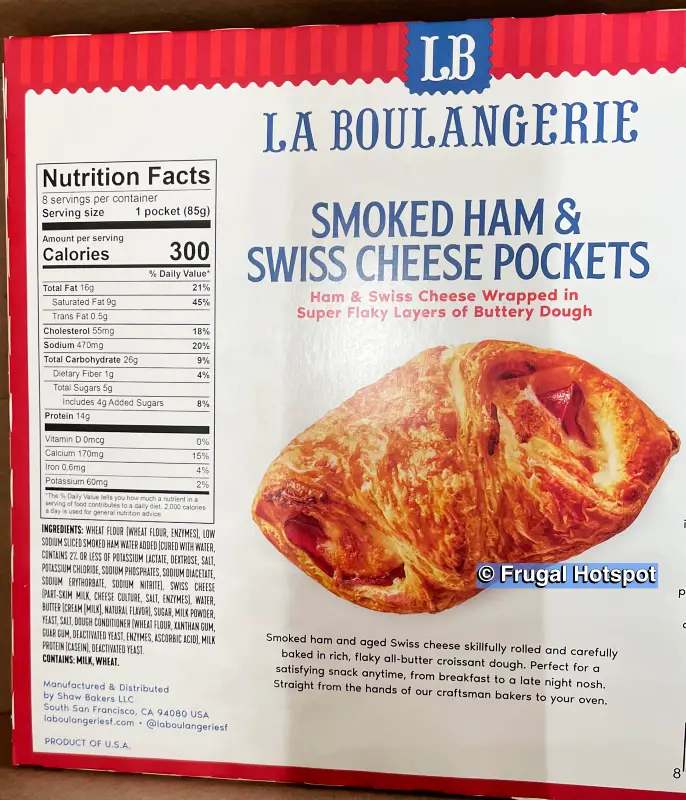 LB
LA BOULANGERIE
Nutrition Facts
8 servings per container
Serving size 1 pocket (85g)
Amount per serving
Calories 300
% Daily Value*
Total Fat 16g 21%
Saturated Fat 9g 45%
Trans Fat 0.5g
Cholesterol 55mg 18%
Sodium 470mg 20%
Total Carbohydrate 26g 9%
Dietary Fiber 1g 4%
Total Sugars 5g
Includes 4g Added Sugars 8%
Protein 14g
Vitamin D 0mcg 0%
Calcium 170mg 15%
Iron 0.6mg 4%
Potassium 60mg 2%
*The % Daily Value tells you how much a nutrient in a
serving of food contributes to a daily diet. 2,000 calories
a day is used for general nutrition advice.
INGREDIENTS: WHEAT FLOUR (WHEAT FLOUR, ENZYMES), LOW
SODIUM SLICED SMOKED HAM WATER ADDED (CURED WITH WATER,
CONTAINS 2% OR LESS OF POTASSIUM LACTATE, DEXTROSE, SALT,
POTASSIUM CHLORIDE, SODIUM PHOSPHATES, SODIUM DIACETATE,
SODIUM ERYTHORBATE, SODIUM NITRITE), SWISS CHEESE
(PART-SKIM MILK, CHEESE CULTURE, SALT, ENZYMES), WATER,
BUTTER (CREAM [MILK], NATURAL FLAVOR), SUGAR, MILK POWDER,
YEAST, SALT, DOUGH CONDITIONER (WHEAT FLOUR, XANTHAN GUM,
GUAR GUM, DEACTIVATED YEAST, ENZYMES, ASCORBIC ACID), MILK
PROTEIN (CASEIN), DEACTIVATED YEAST.
CONTAINS: MILK, WHEAT.
Manufactured & Distributed
by Shaw Bakers LLC
South San Francisco, CA 94080 USA
laboulangeriesf.com • @laboulangeriesf
PRODUCT OF U.S.A.
SMOKED HAM &
SWISS CHEESE POCKETS
Ham & Swiss Cheese Wrapped in
Super Flaky Layers of Buttery Dough
© Frugal Hotspot
Smoked ham and aged Swiss cheese skillfully rolled and carefully
baked in rich, flaky all-butter croissant dough. Perfect for a
satisfying snack anytime, from breakfast to a late night nosh.
Straight from the hands of our craftsman bakers to your oven.
8